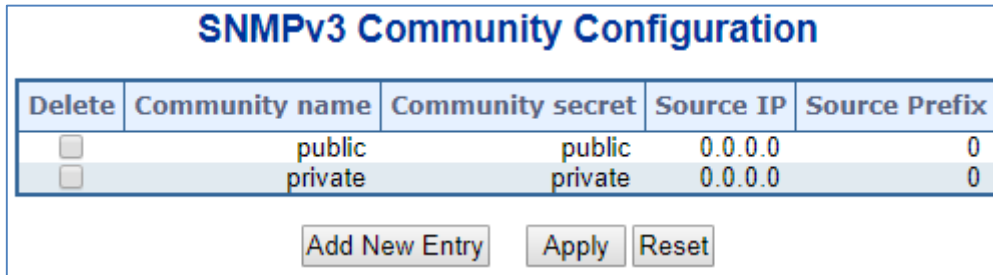 SNMPv3 Community Configuration
Delete Community name Community secret Source IP Source Prefix
public public 0.0.0.0 0
private private 0.0.0.0 0
Add New Entry Apply Reset